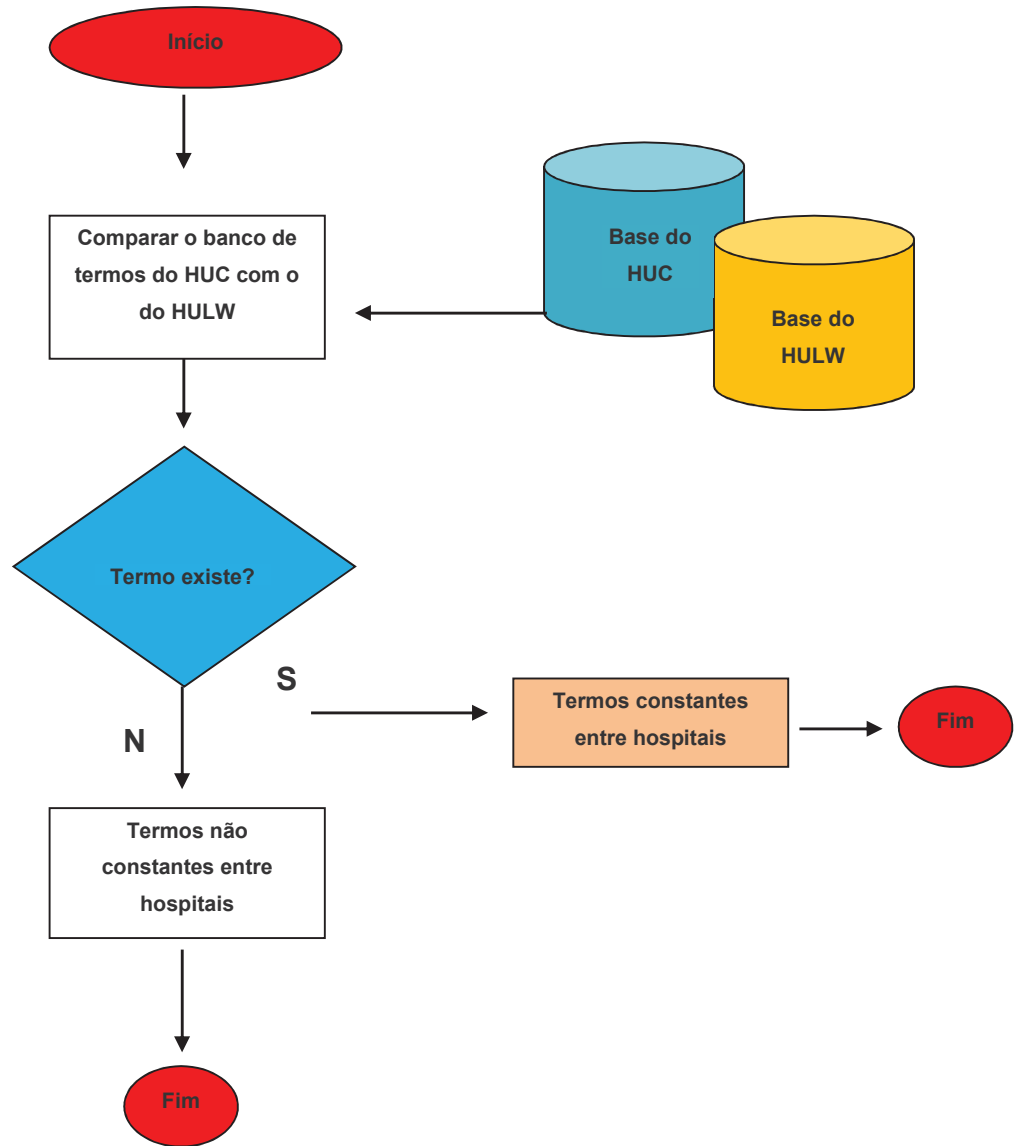 Início
Comparar o banco de
termos do HUC com o
do HULW
Base do
HUC
Base do
HULW
Termo existe?
S
N
Termos constantes
entre hospitais
Fim
Termos não
constantes entre
hospitais
Fim